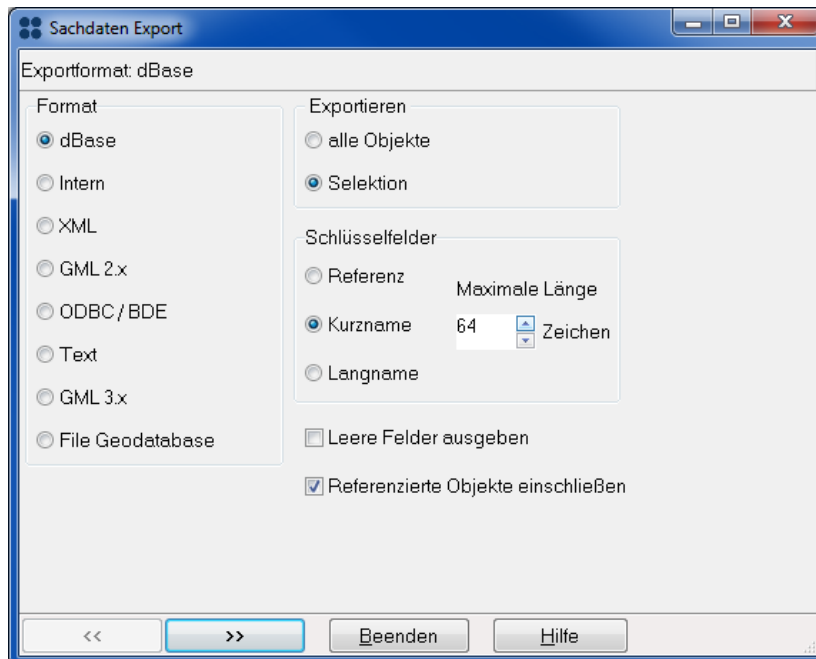 Sachdaten Export
Exportformat: dBase
Format
dBase
Intern
XML
GML 2.x
ODBC / BDE
Text
GML 3.x
File Geodatabase
Exportieren
alle Objekte
Selektion
Schlüsselfelder
Referenz
Maximale Länge
Kurzname
64
Zeichen
Langname
Leere Felder ausgeben
Referenzierte Objekte einschließen
<<
>>
Beenden
Hilfe